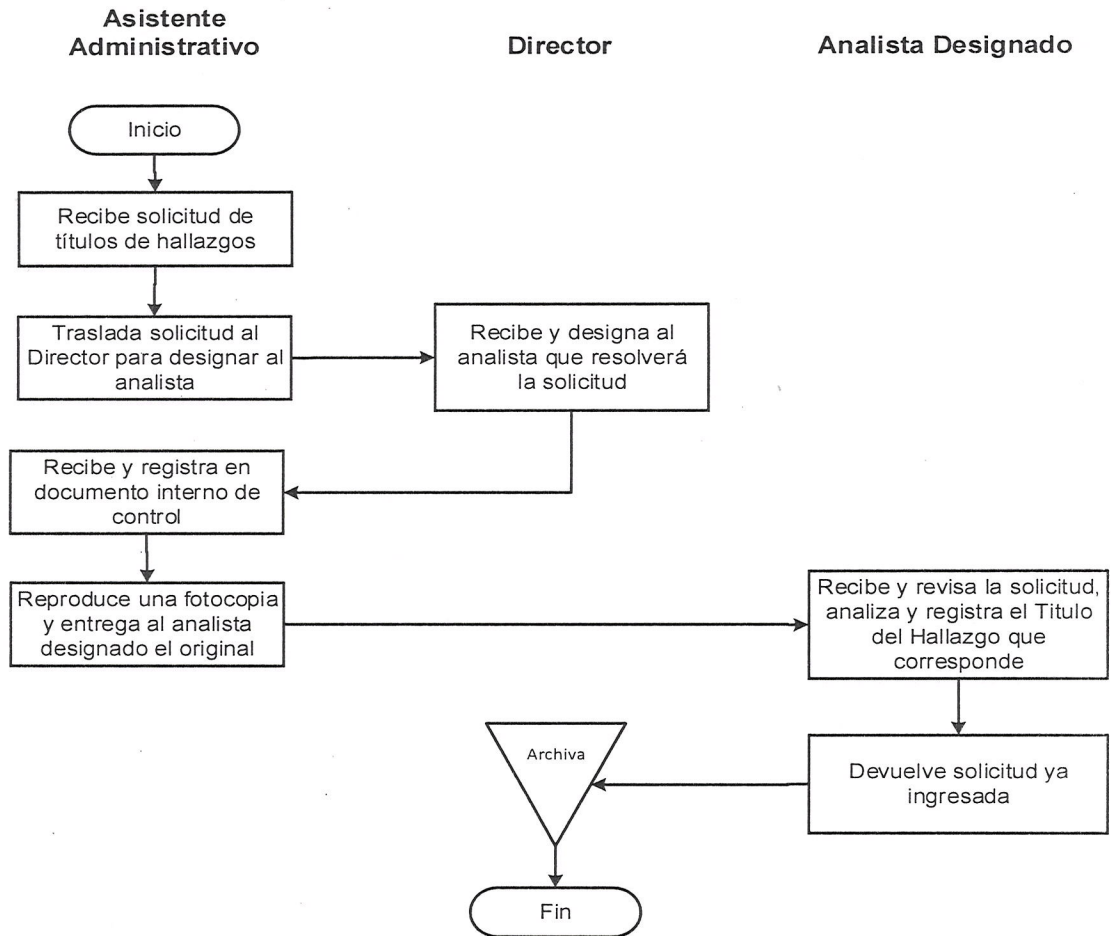 Asistente
Administrativo
Director
Analista Designado
Inicio
Recibe solicitud de
títulos de hallazgos
Traslada solicitud al
Director para designar al
analista
Recibe y designa al
analista que resolverá
la solicitud
Recibe y registra en
documento interno de
control
Reproduce una fotocopia
y entrega al analista
designado el original
Recibe y revisa la solicitud,
analiza y registra el Titulo
del Hallazgo que
corresponde
Archiva
Devuelve solicitud ya
ingresada
Fin